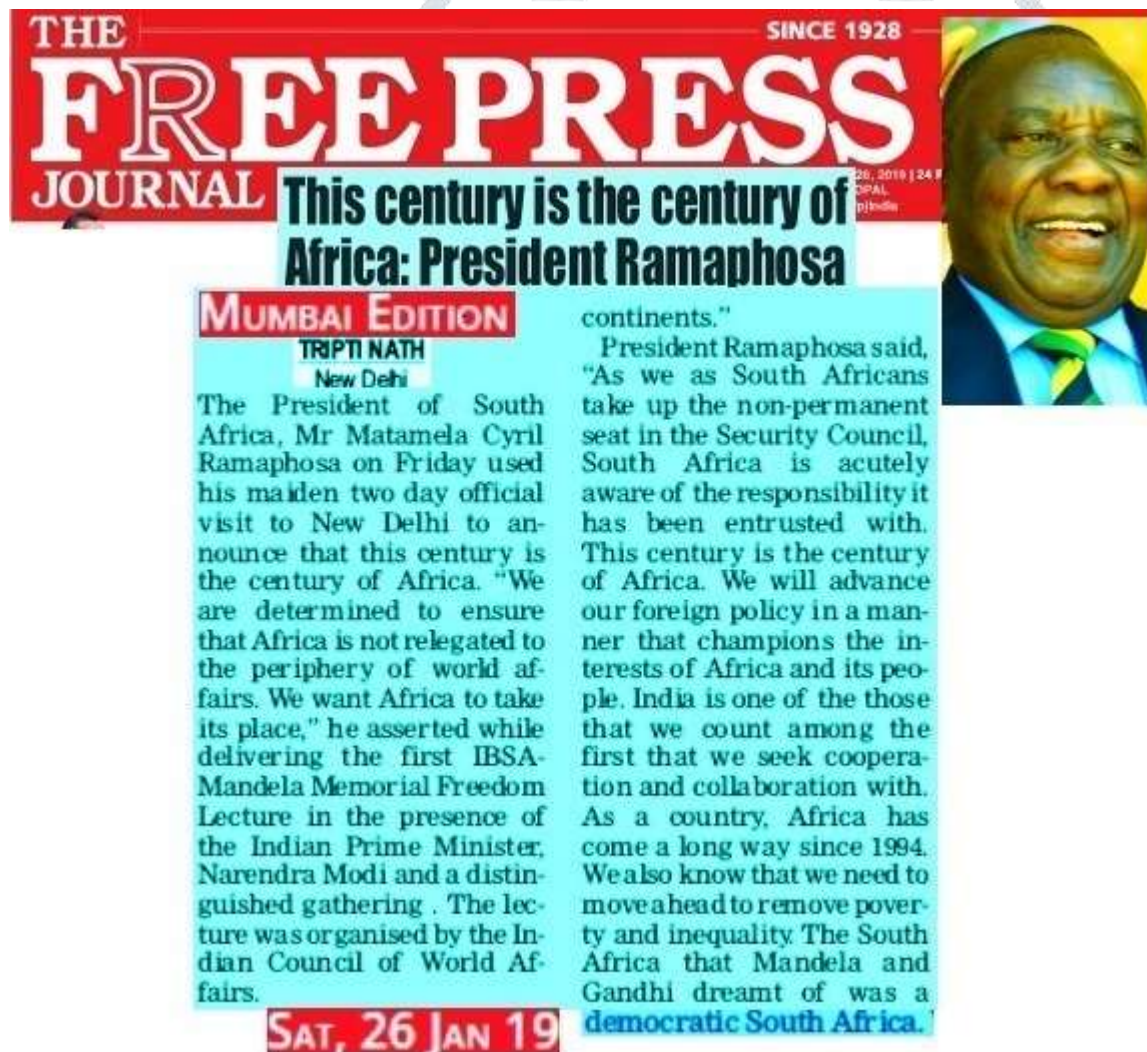 THE
SINCE 1928
FREE PRESS
JOURNAL
26, 2019 | 24 P
OPAL
pjindia
This century is the century of
Africa: President Ramaphosa
MUMBAI EDITION
TRIPTI NATH
New Delhi
The President of South
Africa, Mr Matamela Cyril
Ramaphosa on Friday used
his maiden two day official
visit to New Delhi to an-
nounce that this century is
the century of Africa. “We
are determined to ensure
that Africa is not relegated to
the periphery of world af-
fairs. We want Africa to take
its place,” he asserted while
delivering the first IBSA-
Mandela Memorial Freedom
Lecture in the presence of
the Indian Prime Minister,
Narendra Modi and a distin-
guished gathering . The lec-
ture was organised by the In-
dian Council of World Af-
fairs.
SAT, 26 JAN 19
continents.”
President Ramaphosa said,
“As we as South Africans
take up the non-permanent
seat in the Security Council,
South Africa is acutely
aware of the responsibility it
has been entrusted with.
This century is the century
of Africa. We will advance
our foreign policy in a man-
ner that champions the in-
terests of Africa and its peo-
ple. India is one of the those
that we count among the
first that we seek coopera-
tion and collaboration with.
As a country, Africa has
come a long way since 1994.
We also know that we need to
move ahead to remove pover-
ty and inequality. The South
Africa that Mandela and
Gandhi dreamt of was a
democratic South Africa.